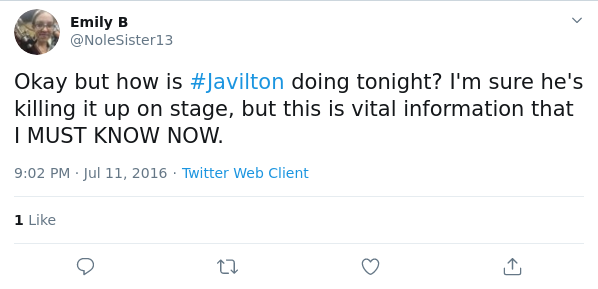 Emily B
@NoleSister13
Okay but how is #Javilton doing tonight? I'm sure he's
killing it up on stage, but this is vital information that
I MUST KNOW NOW.
9:02 PM · Jul 11, 2016 · Twitter Web Client
1 Like